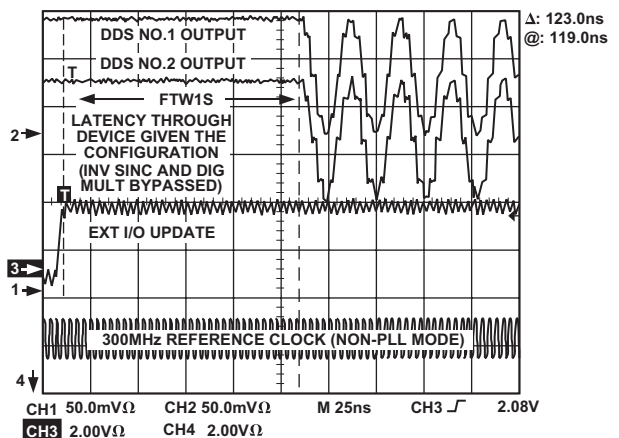 Δ: 123.0ns
@: 119.0ns
DDS NO.1 OUTPUT
DDS NO.2 OUTPUT
T
FTW1S
LATENCY THROUGH
DEVICE GIVEN THE
CONFIGURATION
(INV SINC AND DIG
MULT BYPASSED)
2
T
EXT I/O UPDATE
3
1
300MHz REFERENCE CLOCK (NON-PLL MODE)
4
CH1 50.0mVΩ CH2 50.0mVΩ M 25ns CH3 2.08V
CH3 2.00VΩ CH4 2.00VΩ